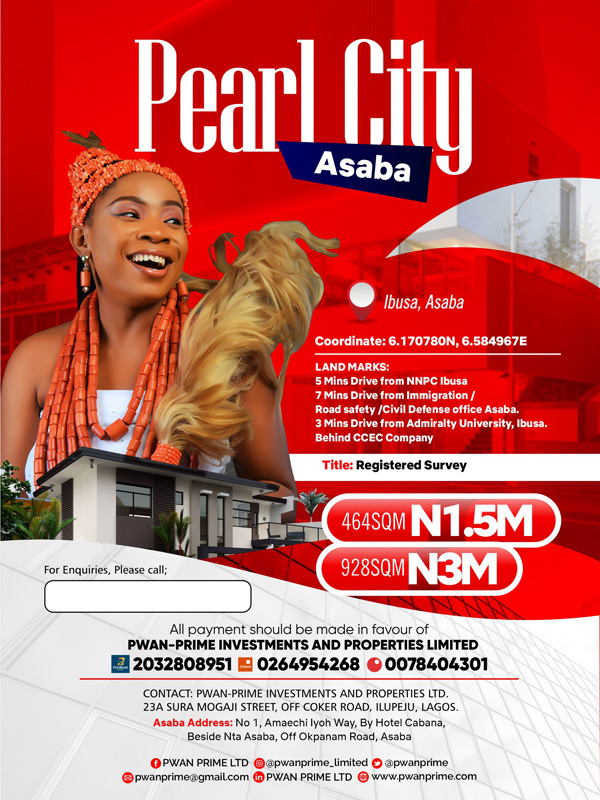 Pearl City
Asaba
Ibusa, Asaba
Coordinate: 6.170780N, 6.584967E
LAND MARKS:
5 Mins Drive from NNPC Ibusa
7 Mins Drive from Immigration /
Road safety /Civil Defense office Asaba.
3 Mins Drive from Admiralty University, Ibusa.
Behind CCEC Company
Title: Registered Survey
464SQM N1.5M
928SQM N3M
For Enquiries, Please call;
All payment should be made in favour of
PWAN-PRIME INVESTMENTS AND PROPERTIES LIMITED
2032808951 0264954268 0078404301
CONTACT: PWAN-PRIME INVESTMENTS AND PROPERTIES LTD.
23A SURA MOGAJI STREET, OFF COKER ROAD, ILUPEJU, LAGOS.
Asaba Address: No 1, Amaechi Iyoh Way, By Hotel Cabana,
Beside Nta Asaba, Off Okpanam Road, Asaba
PWAN PRIME LTD @pwanprime_limited @pwanprime
pwanprime@gmail.com PWAN PRIME LTD www.pwanprime.com